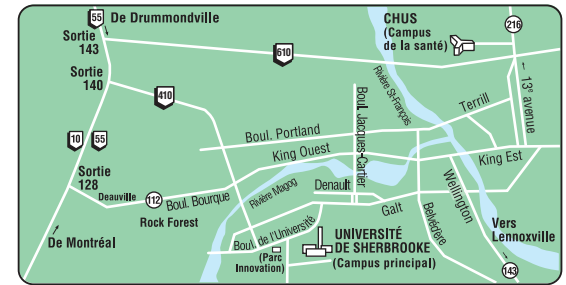 55
De Drummondville
Sortie
143
CHUS
(Campus
de la santé)
216
610
Sortie
140
410
Rivière St-François
13e avenue
Terrill
Boul. Jacques-Cartier
Boul. Portland
10
55
King Ouest
King Est
Sortie
128
Deauville
112
Boul. Bourque
Rock Forest
Rivière Magog
Denault
Galt
Belvédère
Wellington
De Montréal
Boul. de l'Université
(Parc
Innovation)
UNIVERSITÉ
DE SHERBROOKE
(Campus principal)
Vers
Lennoxville
143